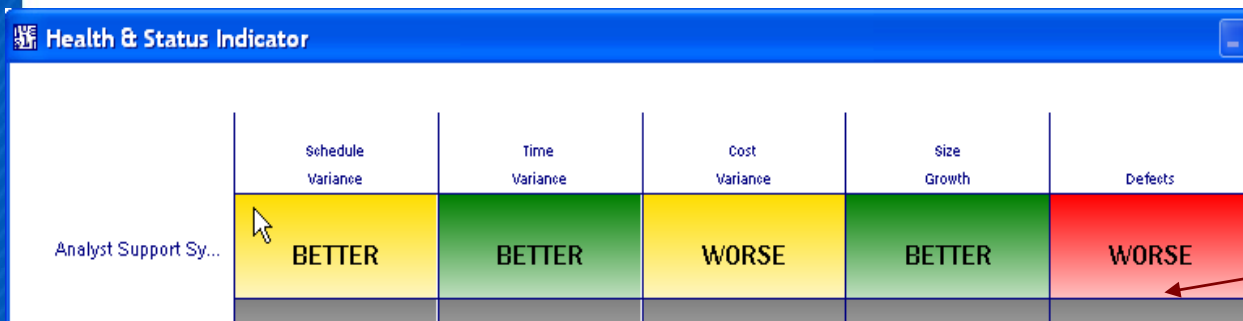 Health & Status Indicator
Schedule Variance
Time Variance
Cost Variance
Size Growth
Defects
Analyst Support Sy...
BETTER
BETTER
WORSE
BETTER
WORSE